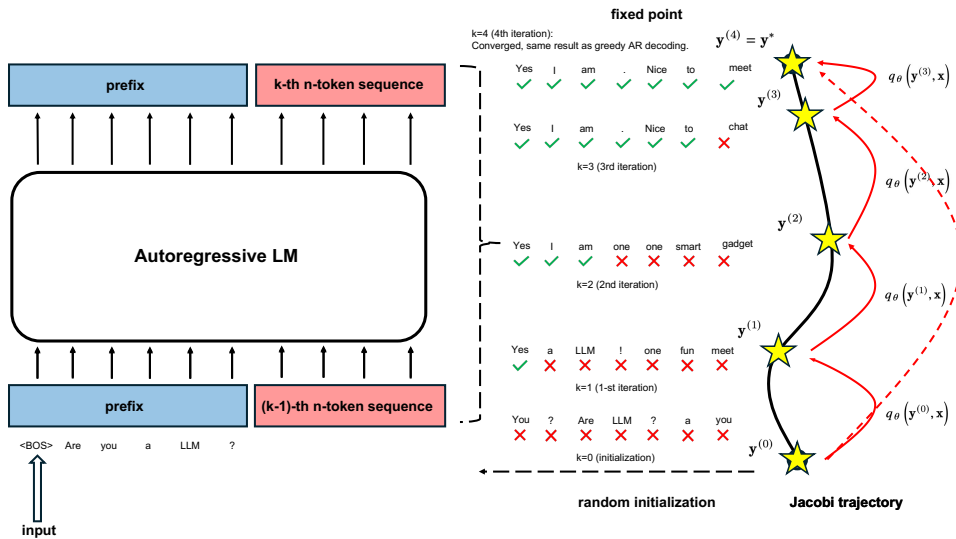 prefix
k-th n-token sequence
Autoregressive LM
prefix
(k-1)-th n-token sequence
<BOS> Are you a LLM ?
input
fixed point
k=4 (4th iteration):
Converged, same result as greedy AR decoding.
Yes I am . Nice to meet
Yes I am . Nice to chat
k=3 (3rd iteration)
Yes I am one one smart gadget
k=2 (2nd iteration)
Yes a LLM ! one fun meet
k=1 (1-st iteration)
You ? Are LLM ? a you
k=0 (initialization)
random initialization
y^{(4)} = y^*
y^{(3)}
y^{(2)}
y^{(1)}
y^{(0)}
q_θ (y^{(3)}, x)
q_θ (y^{(2)}, x)
q_θ (y^{(1)}, x)
q_θ (y^{(0)}, x)
Jacobi trajectory